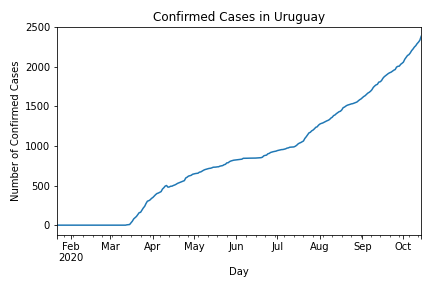 Confirmed Cases in Uruguay
Number of Confirmed Cases
2500
2000
1500
1000
500
0
Feb Mar Apr May Jun Jul Aug Sep Oct
2020
Day